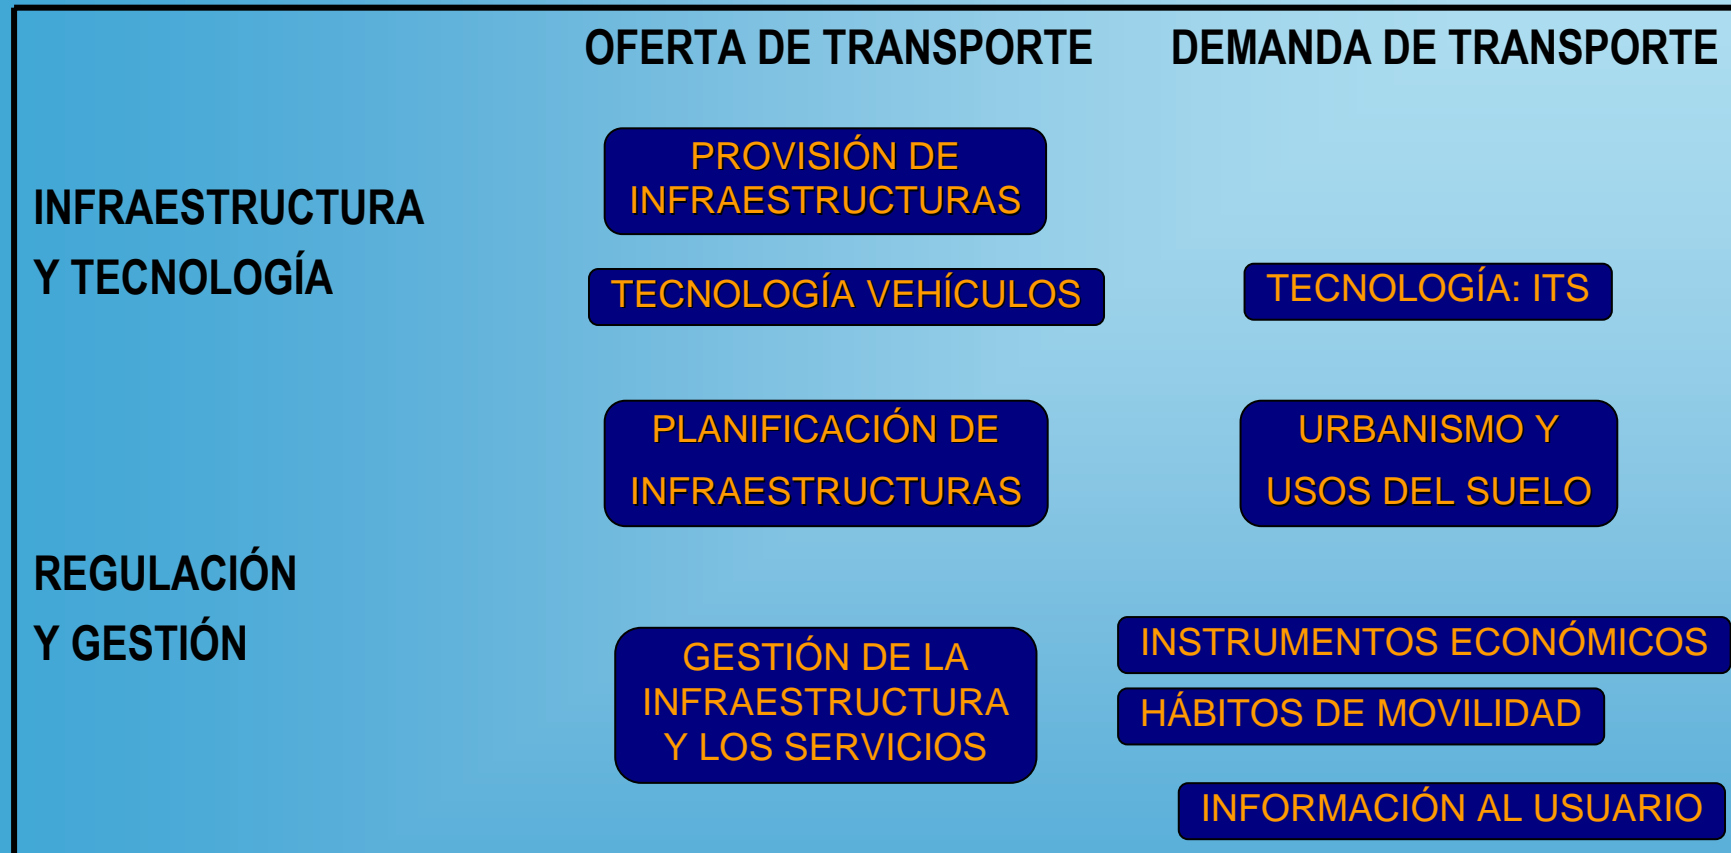 OFERTA DE TRANSPORTE
DEMANDA DE TRANSPORTE
INFRAESTRUCTURA
Y TECNOLOGÍA
PROVISIÓN DE
INFRAESTRUCTURAS
TECNOLOGÍA VEHÍCULOS
TECNOLOGÍA: ITS
REGULACIÓN
Y GESTIÓN
PLANIFICACIÓN DE
INFRAESTRUCTURAS
URBANISMO Y
USOS DEL SUELO
GESTIÓN DE LA
INFRAESTRUCTURA
Y LOS SERVICIOS
INSTRUMENTOS ECONÓMICOS
HÁBITOS DE MOVILIDAD
INFORMACIÓN AL USUARIO